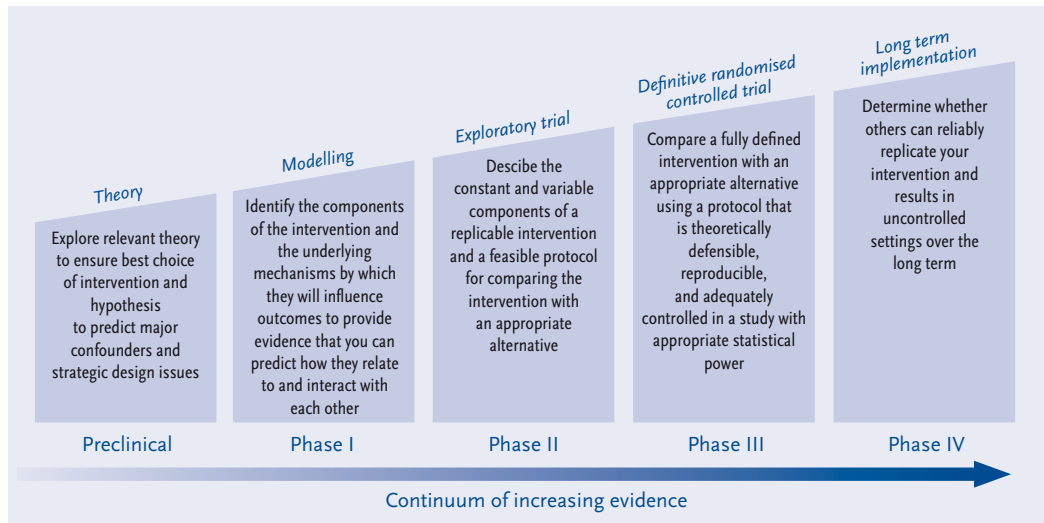 Theory
Explore relevant theory
to ensure best choice
of intervention and
hypothesis
to predict major
confounders and
strategic design issues
Preclinical
Modelling
Identify the components
of the intervention and
the underlying
mechanisms by which
they will influence
outcomes to provide
evidence that you can
predict how they relate
to and interact with
each other
Phase I
Exploratory trial
Descibe the
constant and variable
components of a
replicable intervention
and a feasible protocol
for comparing the
intervention with
an appropriate
alternative
Phase II
Definitive randomised
controlled trial
Compare a fully defined
intervention with an
appropriate alternative
using a protocol that
is theoretically
defensible,
reproducible,
and adequately
controlled in a study with
appropriate statistical
power
Phase III
Long term
implementation
Determine whether
others can reliably
replicate your
intervention and
results in
uncontrolled
settings over the
long term
Phase IV
Continuum of increasing evidence